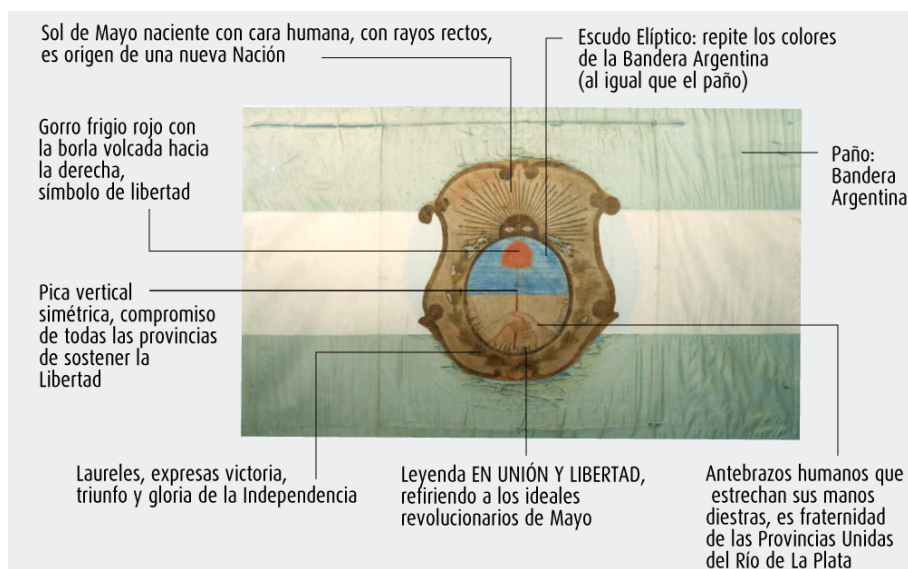 Sol de Mayo naciente con cara humana, con rayos rectos,
es origen de una nueva Nación
Escudo Elíptico: repite los colores
de la Bandera Argentina
(al igual que el paño)
Gorro frigio rojo con
la borla volcada hacia
la derecha,
símbolo de libertad
Paño:
Bandera
Argentina
Pica vertical
simétrica, compromiso
de todas las provincias
de sostener la
Libertad
Laureles, expresas victoria,
triunfo y gloria de la Independencia
Leyenda EN UNIÓN Y LIBERTAD,
refiriendo a los ideales
revolucionarios de Mayo
Antebrazos humanos que
estrechan sus manos
diestras, es fraternidad
de las Provincias Unidas
del Río de La Plata